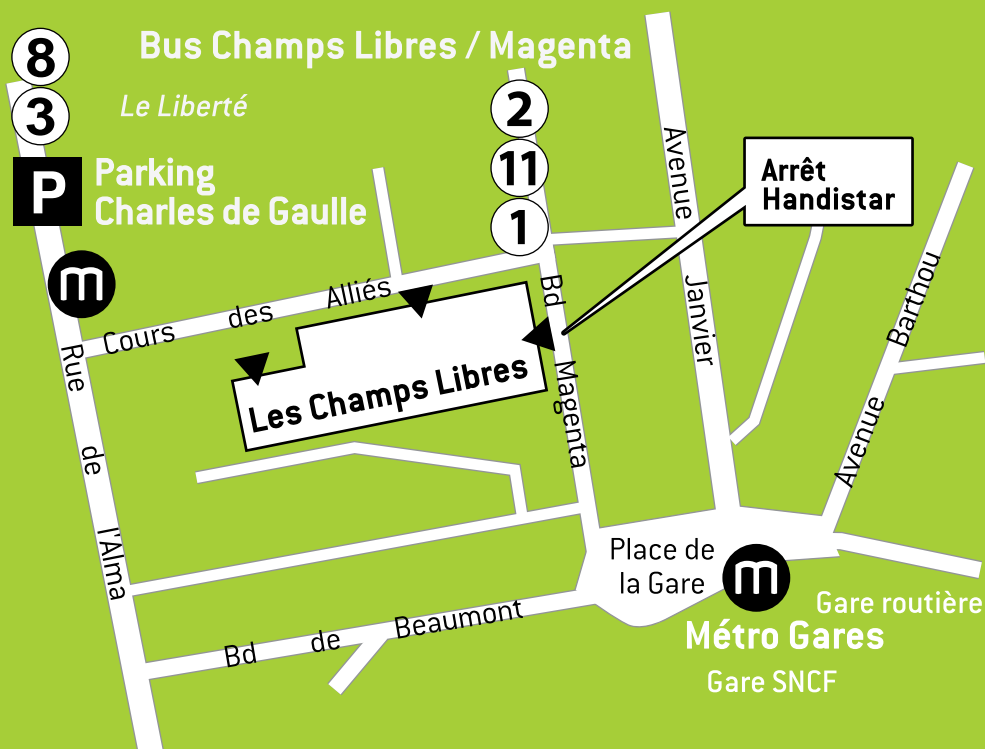 8
Bus Champs Libres / Magenta
3
Le Liberté
2
P
Parking
Charles de Gaulle
11
1
Avenue Janvier
Arrêt
Handistar
m
Cours des Alliés
Bd Magenta
Avenue Barthou
Rue de l'Alma
Les Champs Libres
Place de
la Gare
m
Gare routière
Bd de Beaumont
Métro Gares
Gare SNCF